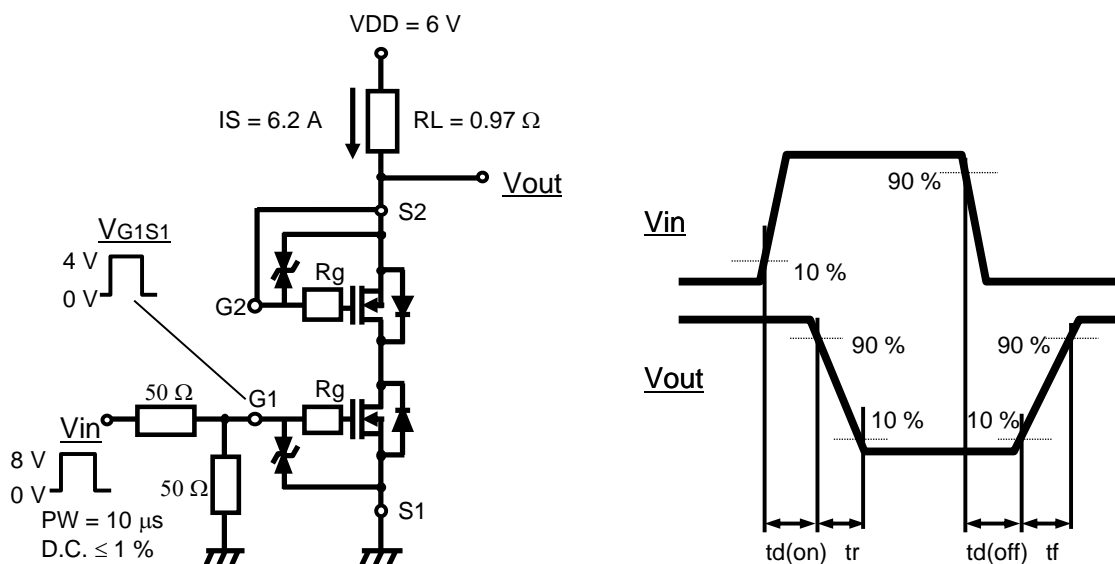 VDD = 6 V
IS = 6.2 A
RL = 0.97 Ω
Vout
S2
VG1S1
4 V
0 V
Rg
G2
50 Ω
G1
Rg
Vin
8 V
0 V
50 Ω
S1
PW = 10 μs
D.C. ≤ 1 %
90 %
Vin
10 %
90 %
90 %
Vout
10 %
10 %
td(on) tr td(off) tf